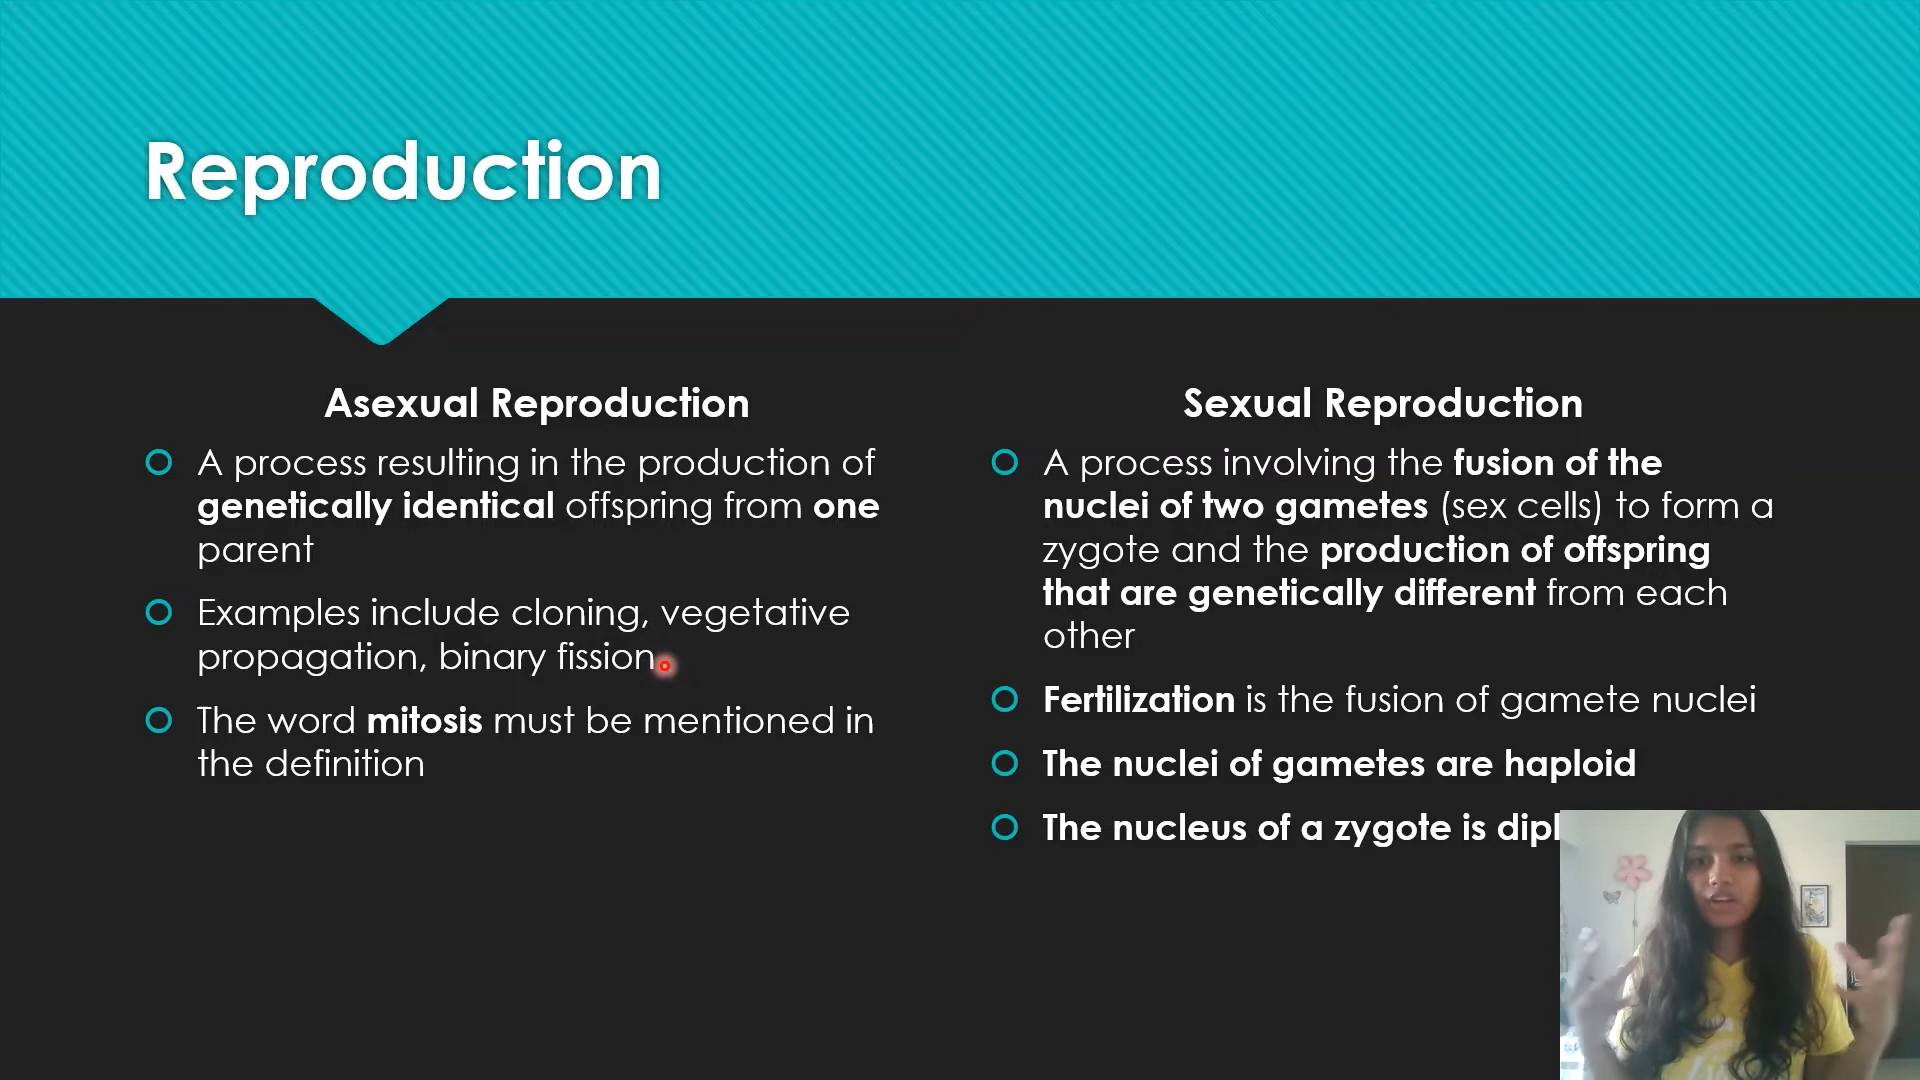 Reproduction
Asexual Reproduction
A process resulting in the production of
genetically identical offspring from one
parent
Examples include cloning, vegetative
propagation, binary fission
The word mitosis must be mentioned in
the definition
Sexual Reproduction
A process involving the fusion of the
nuclei of two gametes (sex cells) to form a
zygote and the production of offspring
that are genetically different from each
other
Fertilization is the fusion of gamete nuclei
The nuclei of gametes are haploid
The nucleus of a zygote is